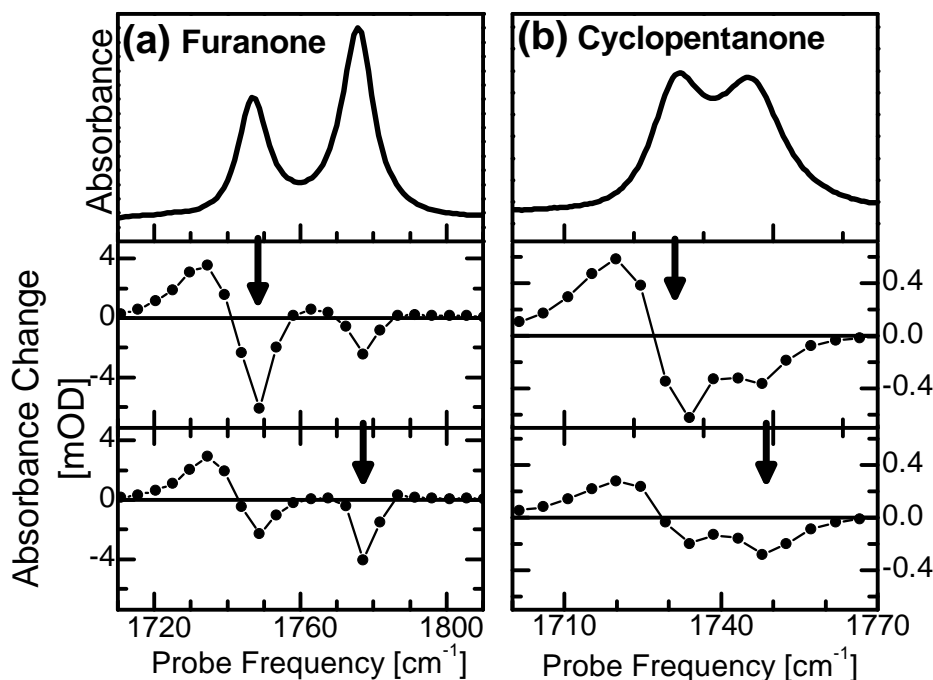 (a) Furanone
(b) Cyclopentanone
Absorbance
4
0
-4
4
0
-4
0.4
0.0
-0.4
0.4
0.0
-0.4
Absorbance Change
[mOD]
1720 1760 1800
1710 1740 1770
Probe Frequency [cm⁻¹]
Probe Frequency [cm⁻¹]